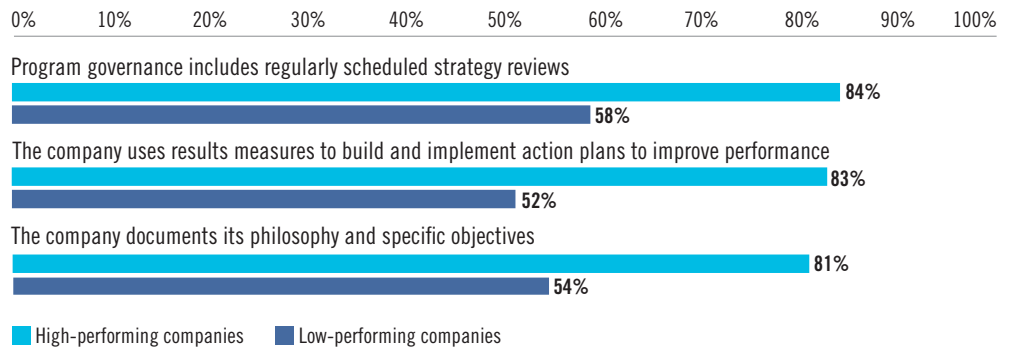 0% 10% 20% 30% 40% 50% 60% 70% 80% 90% 100%
Program governance includes regularly scheduled strategy reviews
84%
58%
The company uses results measures to build and implement action plans to improve performance
83%
52%
The company documents its philosophy and specific objectives
81%
54%
High-performing companies Low-performing companies